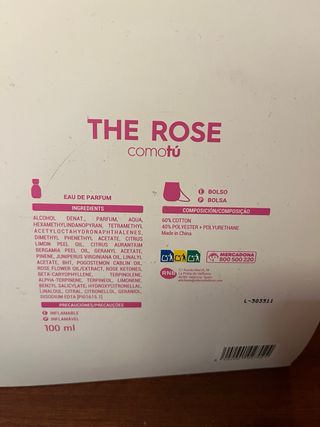 THE ROSE
comotú
EAU DE PARFUM
INGREDIENTS
ALCOHOL DENAT., PARFUM, AQUA,
HEXAMETHYLINDANOPYRAN, TETRAMETHYL
ACETYLOCTAHYDRONAPHTHALENES,
DIMETHYL PHENETHYL ACETATE, CITRUS
LIMON PEEL OIL, CITRUS AURANTIUM
BERGAMIA PEEL OIL, GERANYL ACETATE,
PINENE, JUNIPERUS VIRGINIANA OIL, LINALYL
ACETATE, BHT, POGOSTEMON CABLIN OIL,
ROSE FLOWER OIL/EXTRACT, ROSE KETONES,
BETA-CARYOPHYLLENE, TERPINOLENE,
ALPHA-TERPINENE, TERPINEOL, LIMONENE,
BENZYL SALICYLATE, HYDROXYCITRONELLAL,
LINALOOL, CITRAL, CITRONELLOL, GERANIOL,
DISODIUM EDTA
PRECAUCIONES/PRECAUÇÕES
E INFLAMABLE
P INFLAMÁVEL
100 ml
E BOLSO
P BOLSA
COMPOSICIÓN/COMPOSIÇÃO
60% COTTON
40% POLYESTER + POLYURETHANE
Made in China
MERCADONA
800 500 220
RNB
L-303311